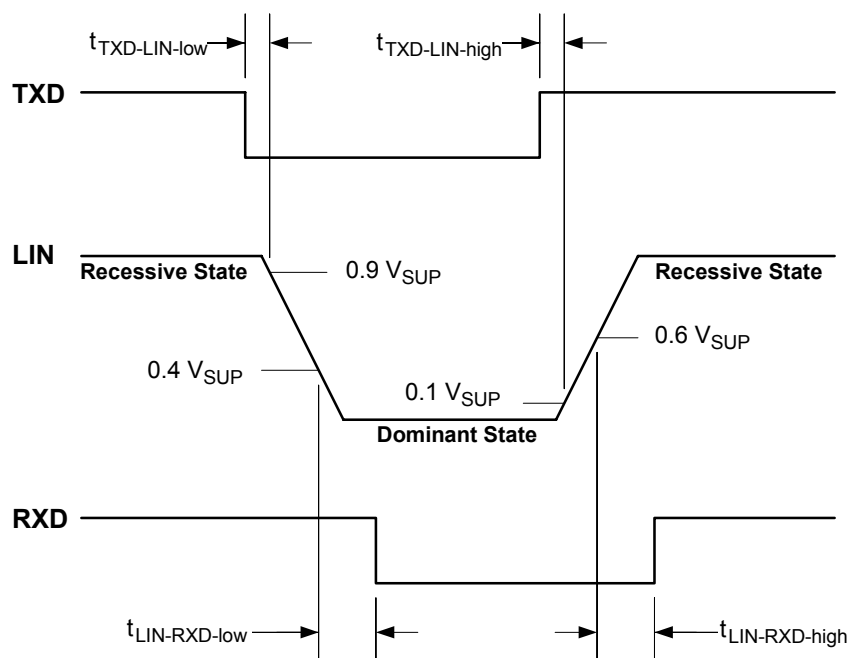 tTXD-LIN-low
tTXD-LIN-high
TXD
LIN
Recessive State
0.9 VSUP
Recessive State
0.6 VSUP
0.4 VSUP
0.1 VSUP
Dominant State
RXD
tLIN-RXD-low
tLIN-RXD-high